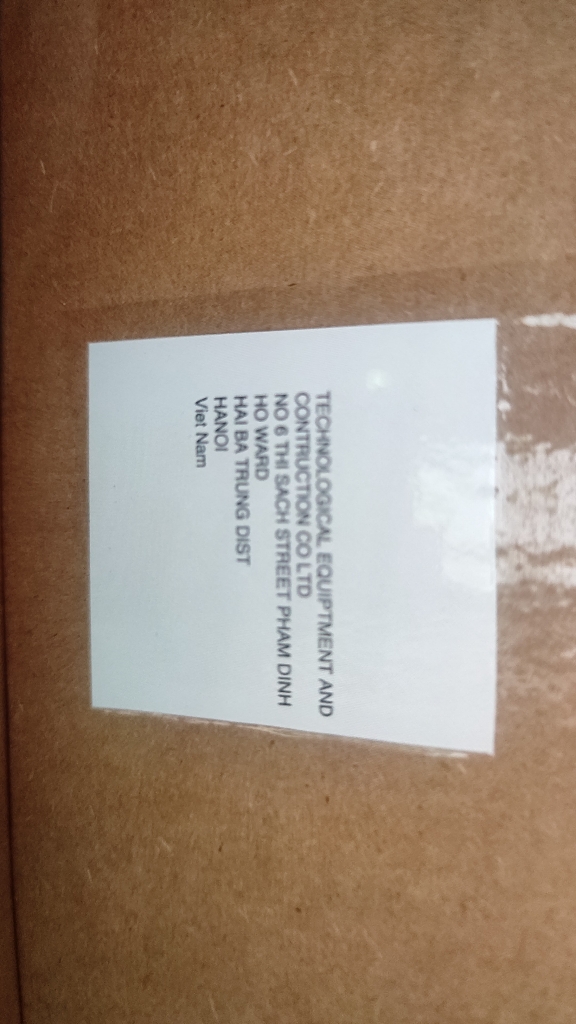 TECHNOLOGICAL EQUIPTMENT AND
CONTRUCTION CO LTD
NO 6 THI SACH STREET PHAM DINH
HO WARD
HAI BA TRUNG DIST
HANOI
Viet Nam